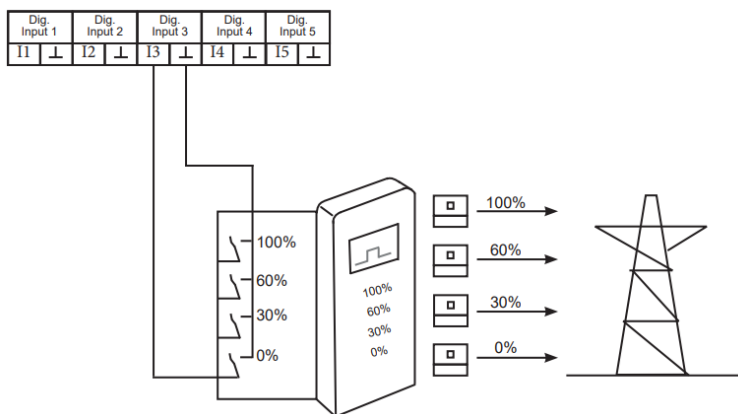 Dig. Input 1
Dig. Input 2
Dig. Input 3
Dig. Input 4
Dig. Input 5
I1 ⊥ I2 ⊥ I3 ⊥ I4 ⊥ I5 ⊥
100%
60%
30%
0%
100%
60%
30%
0%
100%
60%
30%
0%